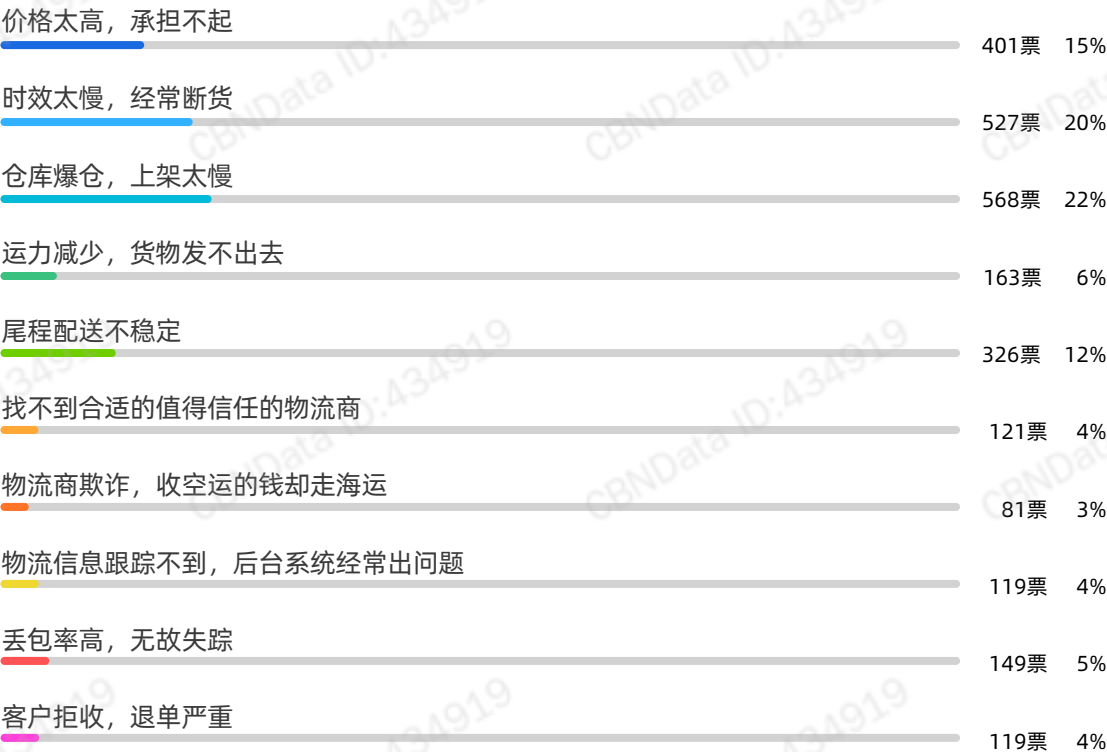 价格太高，承担不起
401票 15%
时效太慢，经常断货
527票 20%
仓库爆仓，上架太慢
568票 22%
运力减少，货物发不出去
163票 6%
尾程配送不稳定
326票 12%
找不到合适的值得信任的物流商
121票 4%
物流商欺诈，收空运的钱却走海运
81票 3%
物流信息跟踪不到，后台系统经常出问题
119票 4%
丢包率高，无故失踪
149票 5%
客户拒收，退单严重
119票 4%
CBNData ID:434919